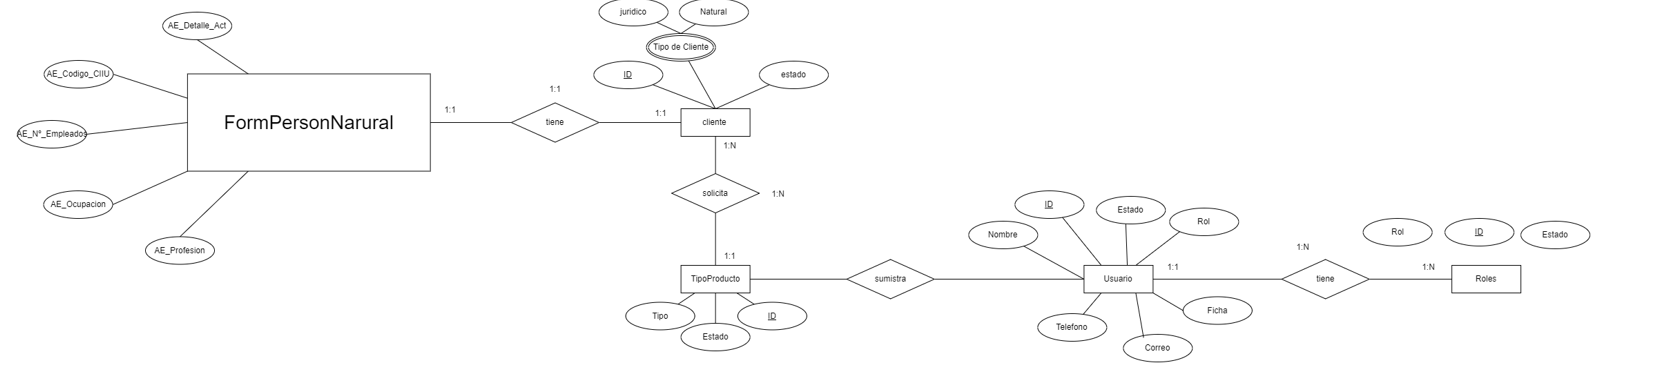 jurídico
Natural
AE_Detalle_Act
Tipo de Cliente
AE_Codigo_CIIU
ID
estado
1:1
1:1
1:1
FormPersonNarural
tiene
cliente
AE_Nº_Empleados
1:N
solicita
1:N
AE_Ocupacion
ID
Estado
Rol
Nombre
Rol
ID
Estado
AE_Profesion
1:N
1:1
1:1
1:N
TipoProducto
sumistra
Usuario
tiene
Roles
Tipo
ID
Ficha
Estado
Telefono
Correo